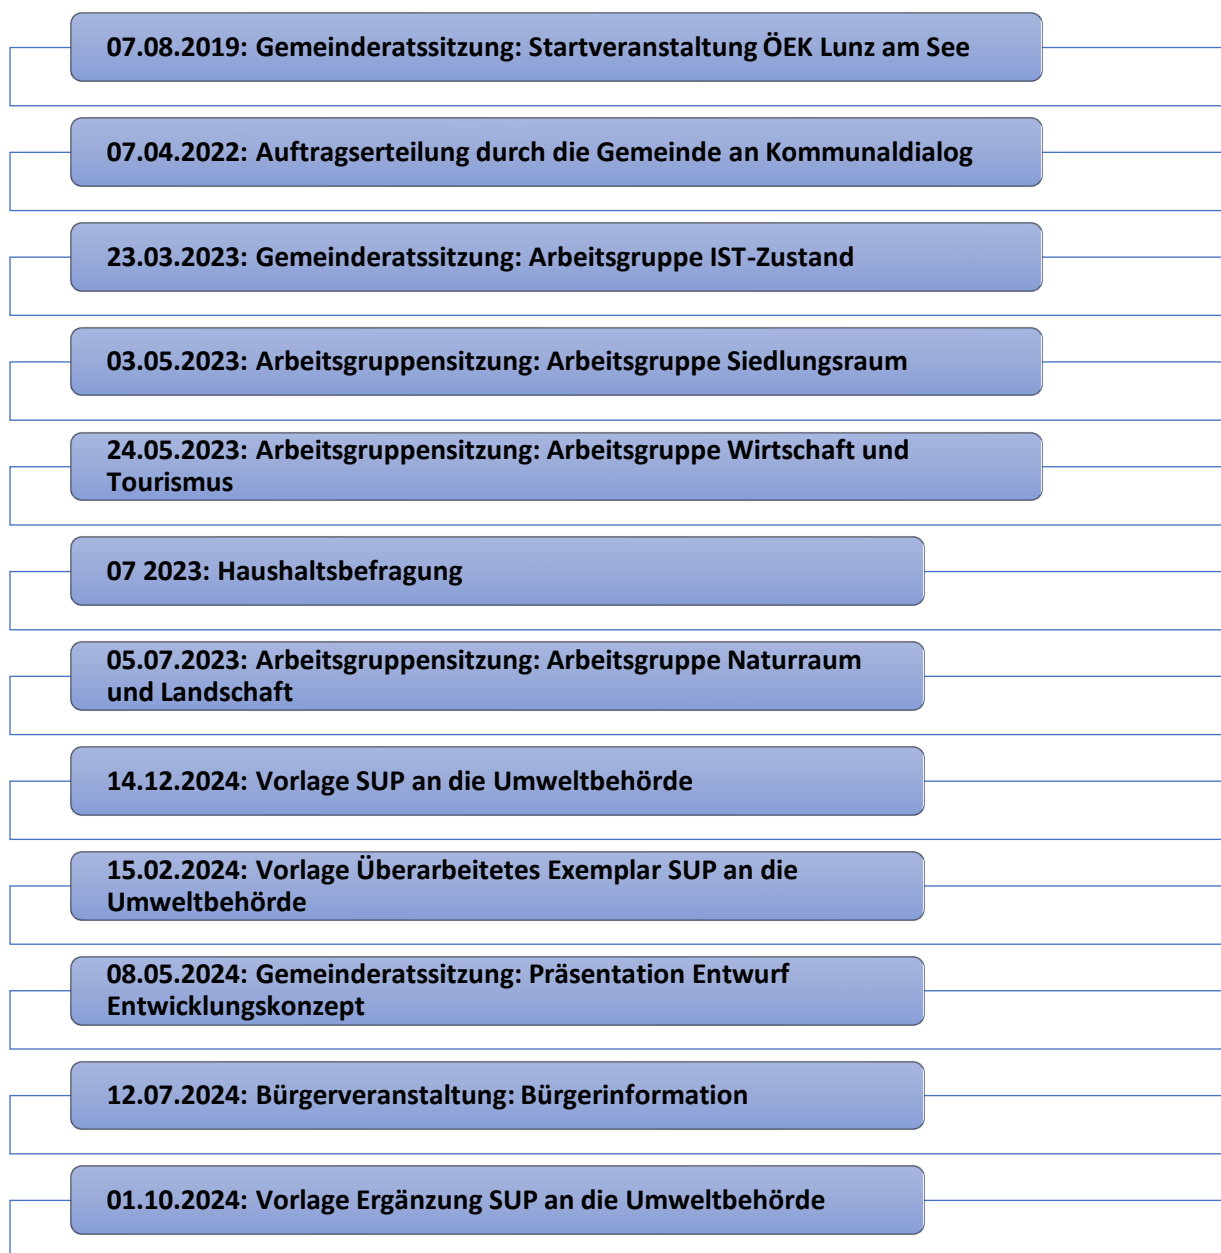 07.08.2019: Gemeinderatssitzung: Startveranstaltung ÖEK Lunz am See
07.04.2022: Auftragserteilung durch die Gemeinde an Kommunaldialog
23.03.2023: Gemeinderatssitzung: Arbeitsgruppe IST-Zustand
03.05.2023: Arbeitsgruppensitzung: Arbeitsgruppe Siedlungsraum
24.05.2023: Arbeitsgruppensitzung: Arbeitsgruppe Wirtschaft und
Tourismus
07 2023: Haushaltsbefragung
05.07.2023: Arbeitsgruppensitzung: Arbeitsgruppe Naturraum
und Landschaft
14.12.2024: Vorlage SUP an die Umweltbehörde
15.02.2024: Vorlage Überarbeitetes Exemplar SUP an die
Umweltbehörde
08.05.2024: Gemeinderatssitzung: Präsentation Entwurf
Entwicklungskonzept
12.07.2024: Bürgerveranstaltung: Bürgerinformation
01.10.2024: Vorlage Ergänzung SUP an die Umweltbehörde